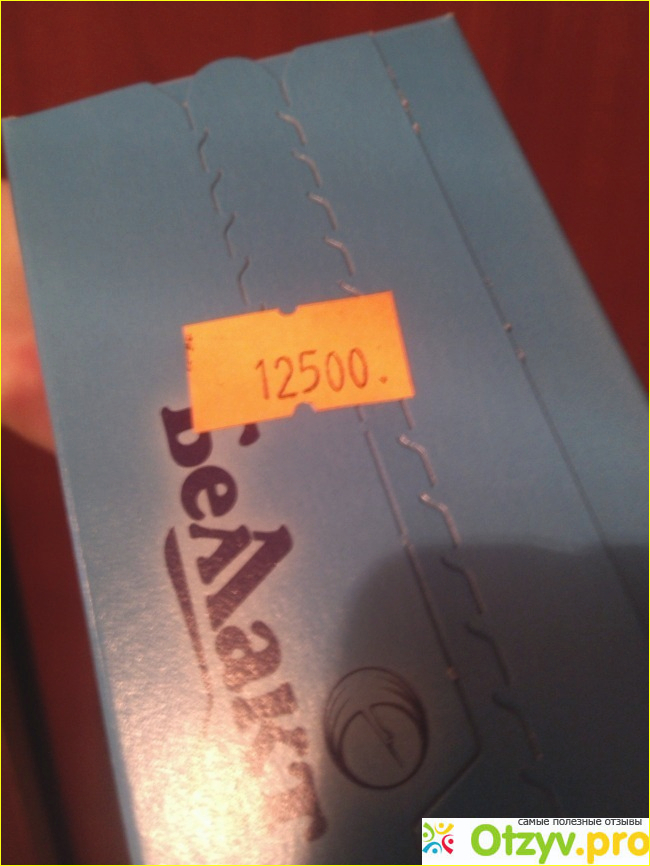 12500.
Беллакт
самые полезные отзывы
Otzyv.pro